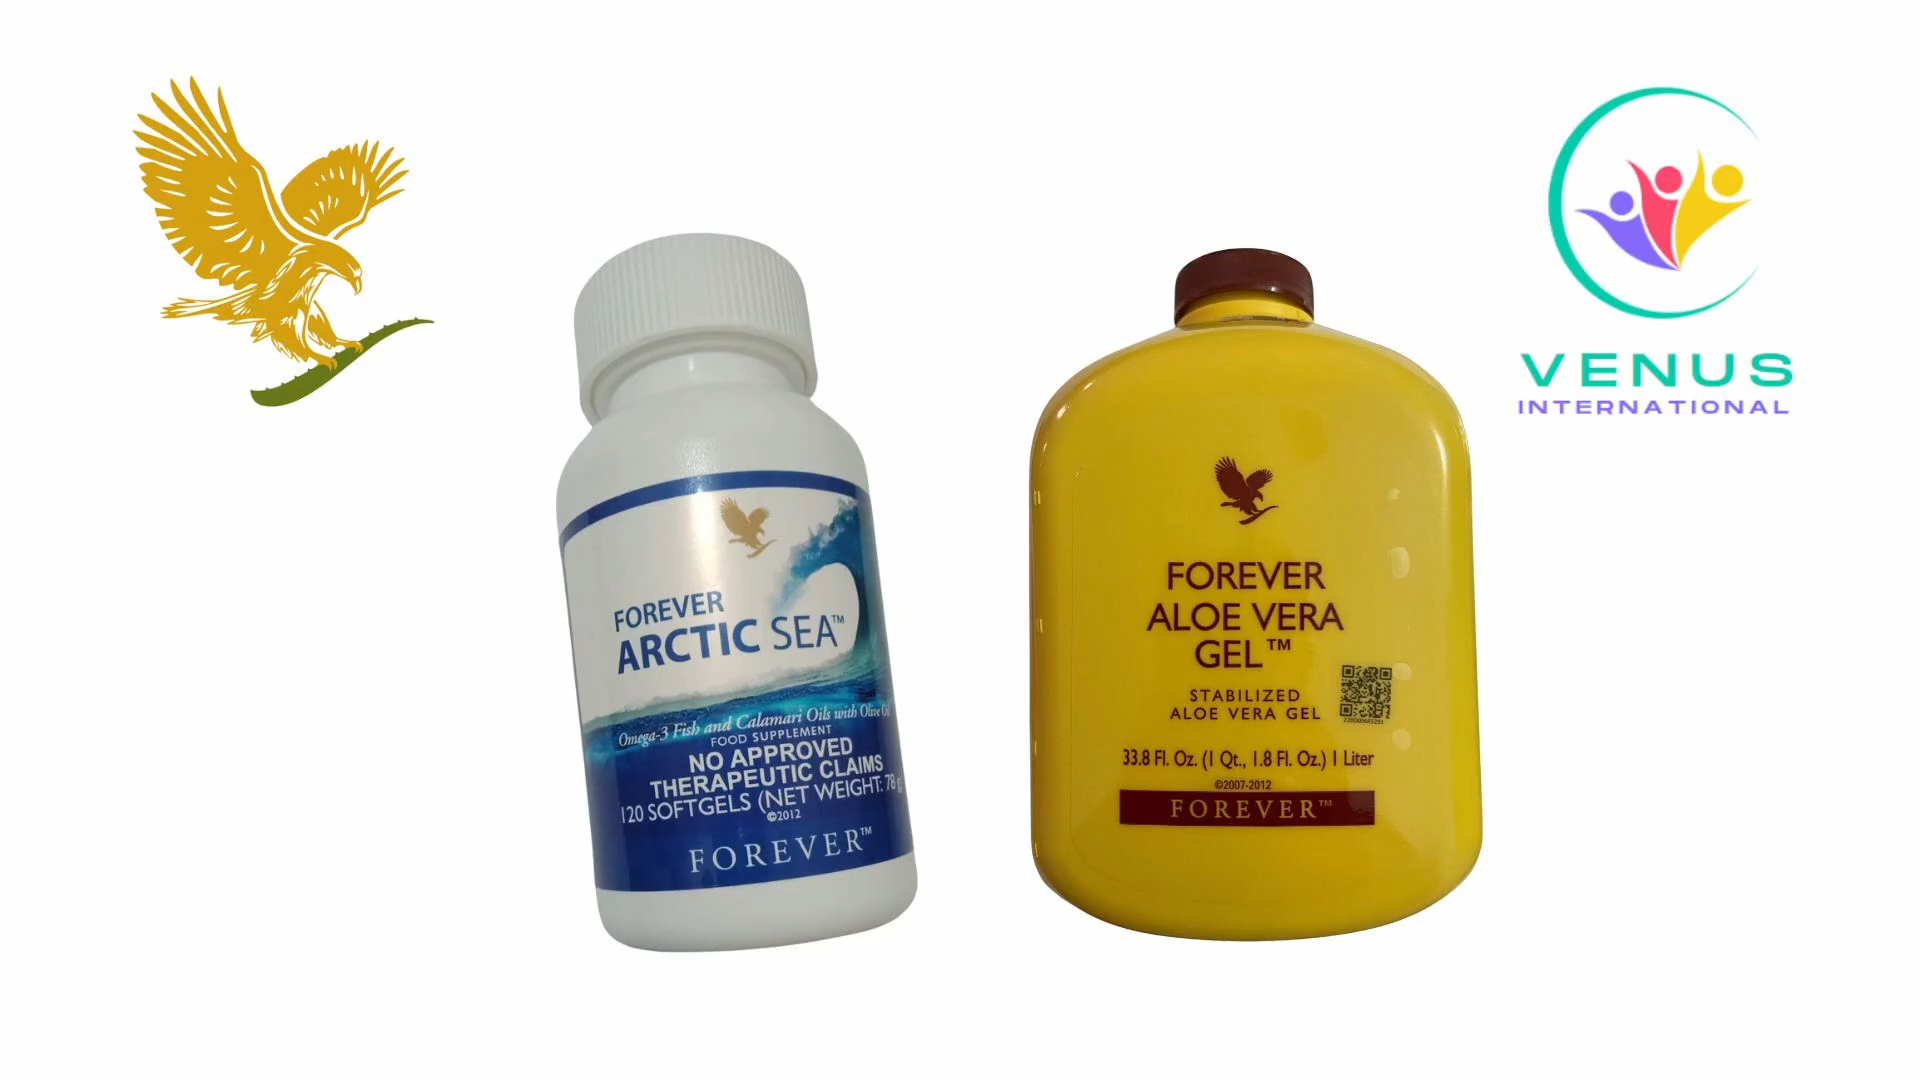 FOREVER
ARCTIC SEA™
Omega-3 Fish and Calamari Oils with Olive Oil
FOOD SUPPLEMENT
NO APPROVED
THERAPEUTIC CLAIMS
120 SOFTGELS (NET WEIGHT: 78 g
©2012
FOREVER™
FOREVER
ALOE VERA
GEL™
STABILIZED
ALOE VERA GEL
33.8 Fl. Oz. (1 Qt., 1.8 Fl. Oz.) 1 Liter
©2007-2012
FOREVER™
VENUS
INTERNATIONAL